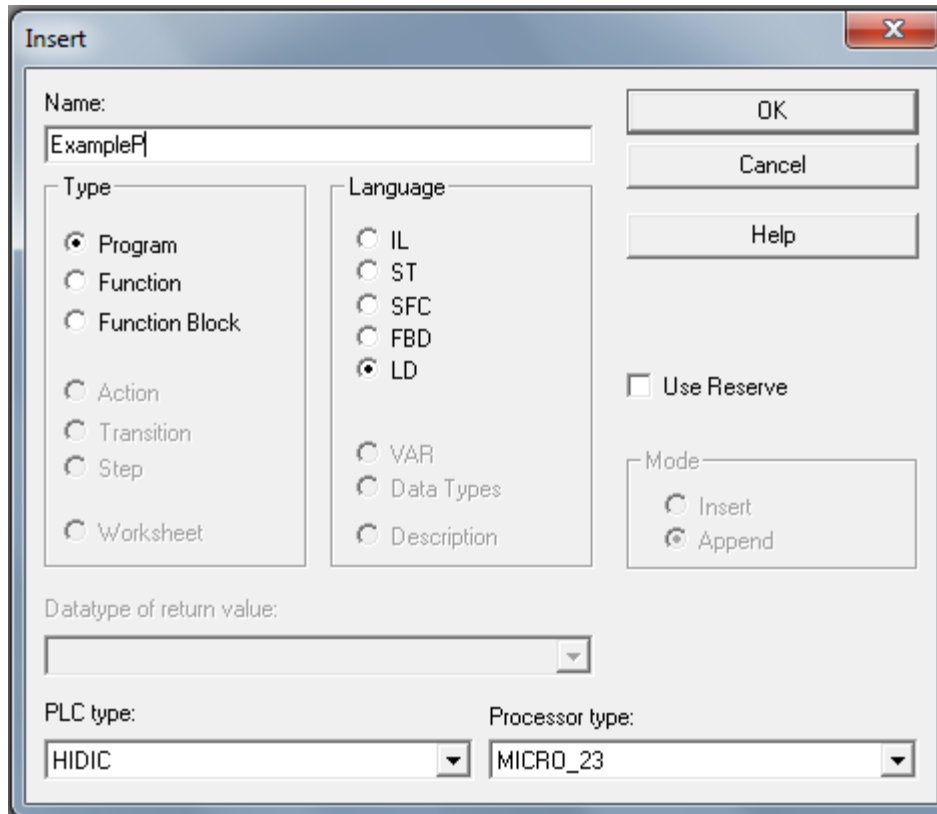 Insert
Name:
ExampleP
OK
Cancel
Help
Type
Program
Function
Function Block
Action
Transition
Step
Worksheet
Language
IL
ST
SFC
FBD
LD
VAR
Data Types
Description
Use Reserve
Mode
Insert
Append
Datatype of return value:
PLC type:
HIDIC
Processor type:
MICRO_23